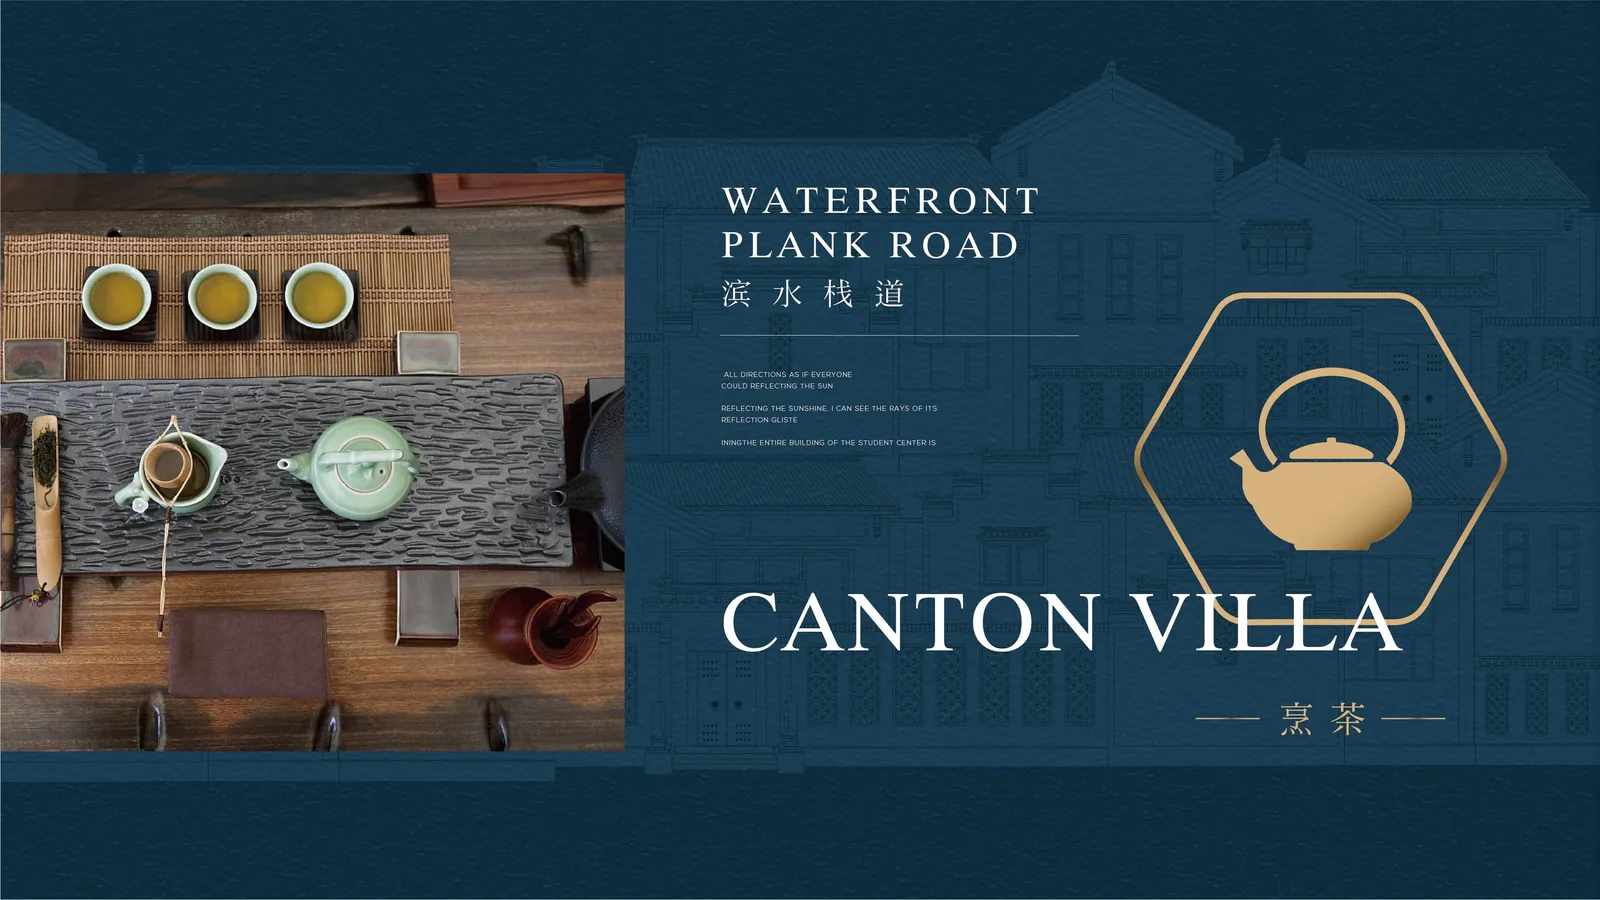 WATERFRONT
PLANK ROAD
滨水栈道
ALL DIRECTIONS AS IF EVERYONE
COULD REFLECTING THE SUN
REFLECTING THE SUNSHINE. I CAN SEE THE RAYS OF ITS
REFLECTION GLISTE
ININGTHE ENTIRE BUILDING OF THE STUDENT CENTER IS
CANTON VILLA
烹茶